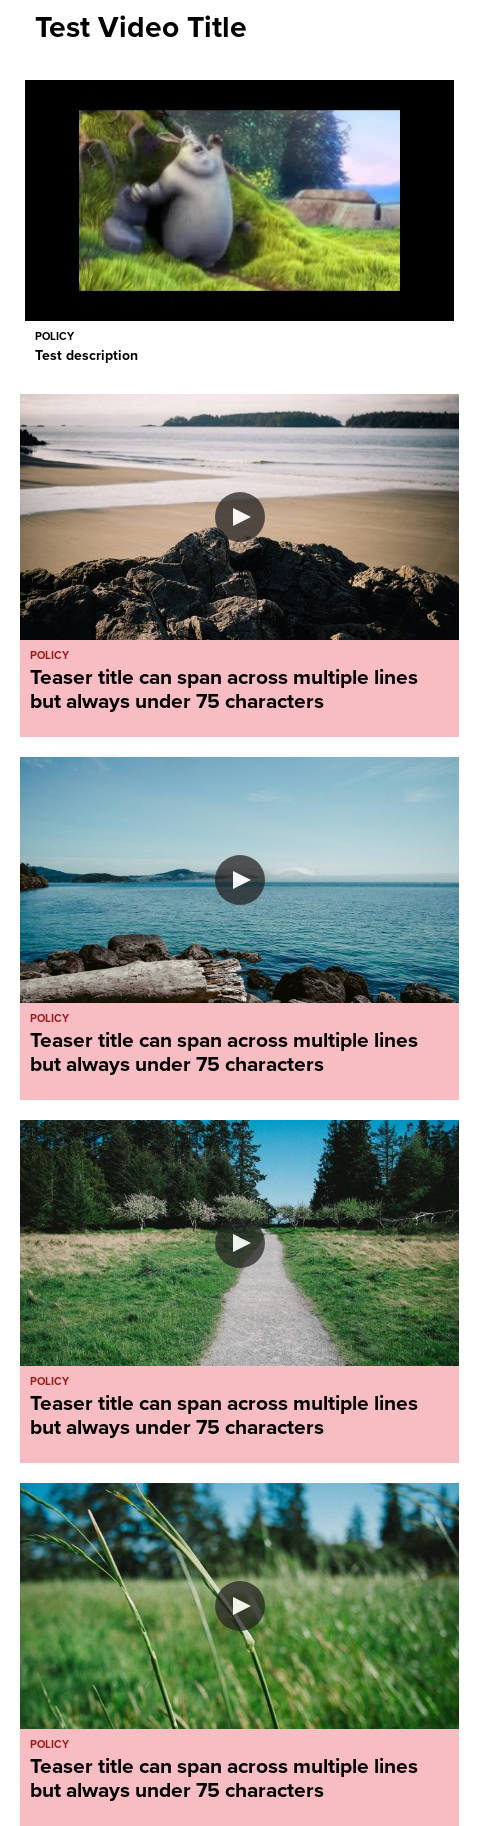 Test Video Title
POLICY
Test description
POLICY
Teaser title can span across multiple lines
but always under 75 characters
POLICY
Teaser title can span across multiple lines
but always under 75 characters
POLICY
Teaser title can span across multiple lines
but always under 75 characters
POLICY
Teaser title can span across multiple lines
but always under 75 characters